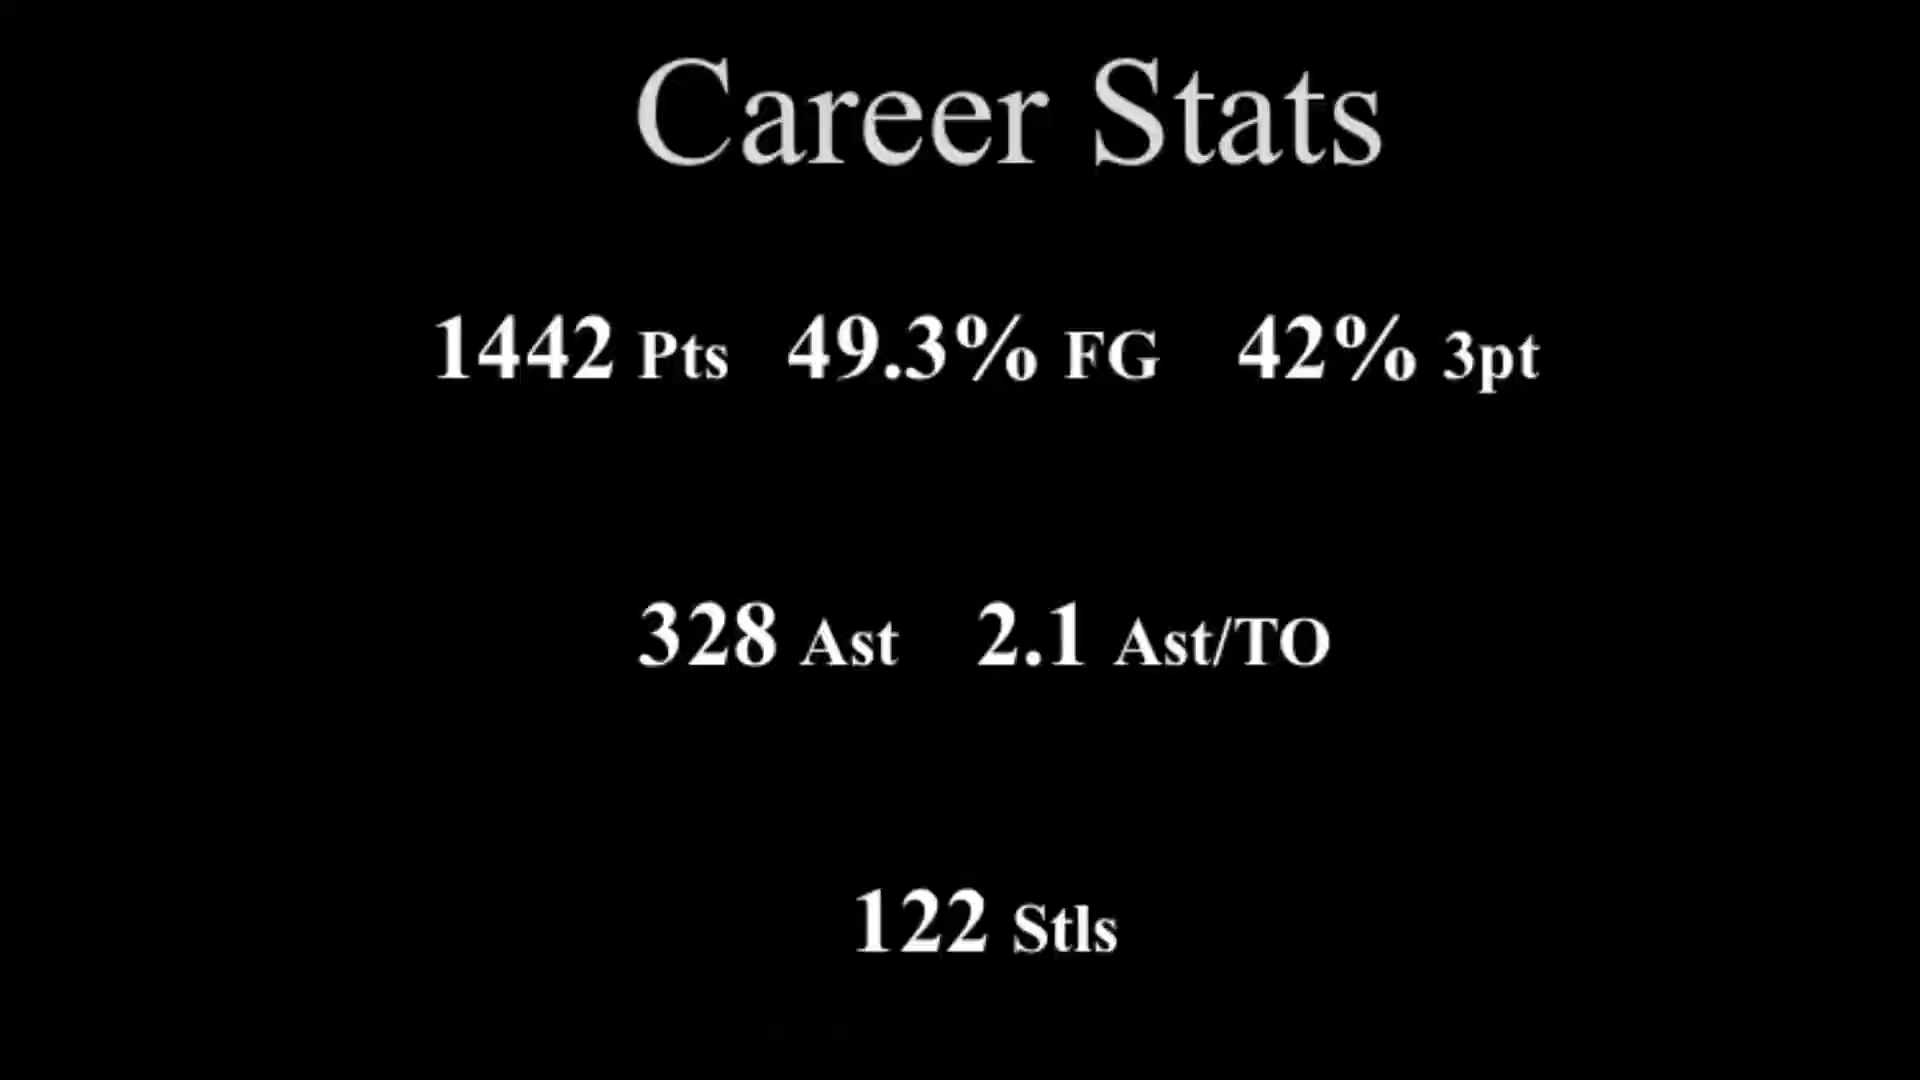 Career Stats
1442 Pts 49.3% FG 42% 3pt
328 Ast 2.1 Ast/TO
122 Stls